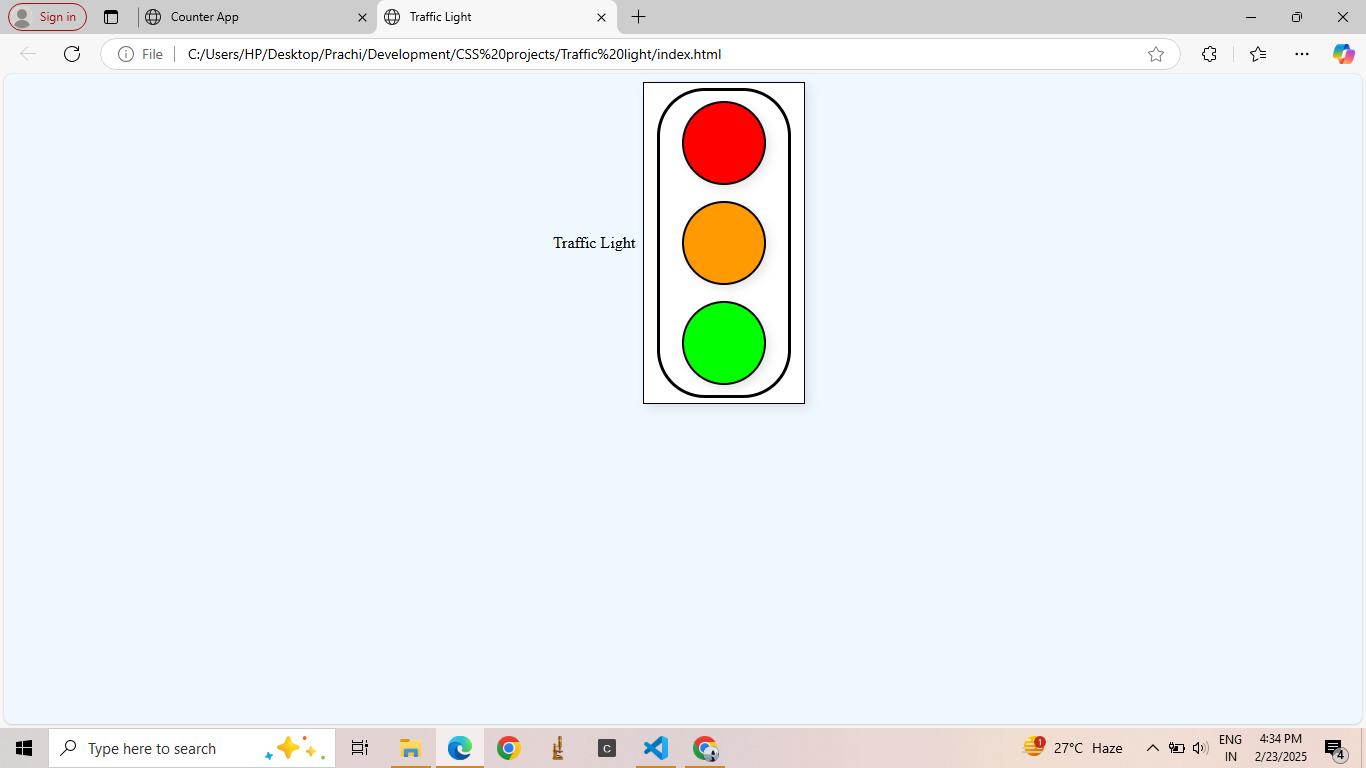 Sign in
Counter App
Traffic Light
File
C:/Users/HP/Desktop/Prachi/Development/CSS%20projects/Traffic%20light/index.html
Traffic Light
Type here to search
C
1
27°C Haze
ENG
IN
4:34 PM
2/23/2025
4